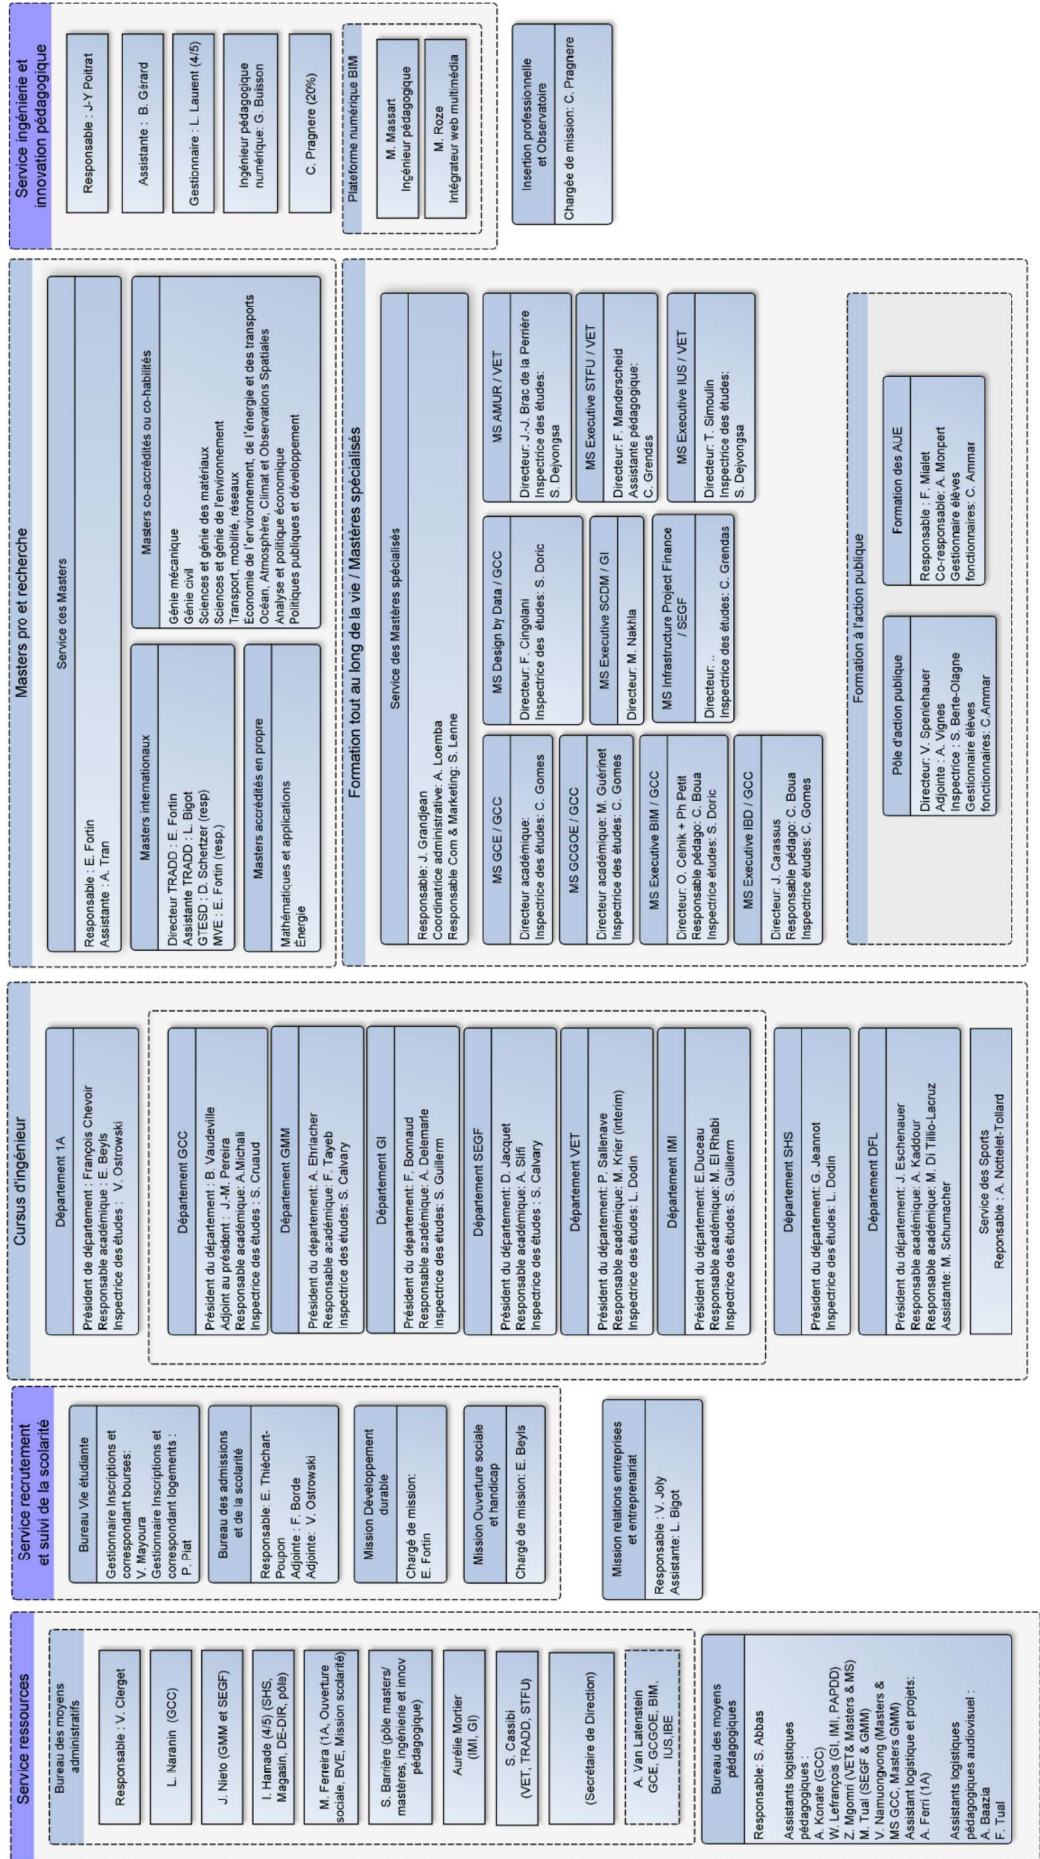 Service ressources
Bureau des moyens
administratifs
Responsable : V. Clerget
L. Naranin (GCC)
J. Nieto (GMM et SEGF)
I. Hamade (4/5) (SHS,
Magasin, DE-DIR, pôle)
M. Ferreira (1A, Ouverture
sociale, BVE, Mission scolarité)
S. Barrière (pôle masters/
mastères, ingénierie et innov
pédagogique)
Aurélie Mortier
(IMI, GI)
S. Cassibi
(VET, TRADD, STFU)
(Secrétaire de Direction)
A. Van Latenstein
GCE, GCGOE, BIM,
IUS,IBE
Bureau des moyens
pédagogiques
Responsable: S. Abbas
Assistants logistiques
pédagogiques :
A. Konate (GCC)
W. Lefrançois (GI, IMI, PAPDD)
Z. Mgomri (VET& Masters & MS)
M. Tual (SEGF & GMM)
V. Namuongvong (Masters &
MS GCC, Masters GMM)
Assistant logistique et projets:
A. Ferri (1A)
Assistants logistiques
pédagogiques audiovisuel :
A. Baazia
F. Tual
Service recrutement
et suivi de la scolarité
Bureau Vie étudiante
Gestionnaire Inscriptions et
correspondant bourses:
V. Mayoura
Gestionnaire Inscriptions et
correspondant logements :
P. Piat
Bureau des admissions
et de la scolarité
Responsable: E. Thiéchart-
Poupon
Adjointe : F. Borde
Adjointe: V. Ostrowski
Mission Développement
durable
Chargé de mission:
E. Fortin
Mission Ouverture sociale
et handicap
Chargé de mission: E. Beyls
Mission relations entreprises
et entreprenariat
Responsable : V. Joly
Assistante: L. Bigot
Cursus d'ingénieur
Département 1A
Président de département : François Chevoir
Responsable académique : E. Beyls
Inspectrice des études : V. Ostrowski
Département GCC
Président du département : B. Vaudeville
Adjoint au président : J.-M. Pereira
Responsable académique : A.Michali
Inspectrice des études : S. Cruaud
Département GMM
Président du département: A. Ehrlacher
Responsable académique: F. Tayeb
Inspectrice des études: S. Calvary
Département GI
Président du departement: F. Bonnaud
Responsable académique: A. Delemarle
Inspectrice des études: S. Guillerm
Département SEGF
Président du département: D. Jacquet
Responsable académique: A. Slifi
Inspectrice des études : S. Calvary
Département VET
Président du département: P. Sallenave
Responsable académique: M. Krier (interim)
Inspectrice des études: L. Dodin
Département IMI
Président du département: E.Duceau
Responsable académique: M. El Rhabi
Inspectrice des études: S. Guillerm
Département SHS
Président du département: G. Jeannot
Inspectrice des études: L. Dodin
Département DFL
Président du département: J. Eschenauer
Responsable académique: A. Kaddour
Responsable académique: M. Di Tillio-Lacruz
Assistante: M. Schumacher
Service des Sports
Reponsable : A. Nottelet-Tollard
Masters pro et recherche
Service des Masters
Responsable : E. Fortin
Assistante : A. Tran
Masters internationaux
Directeur TRADD : E. Fortin
Assistante TRADD : L. Bigot
GTESD : D. Schertzer (resp)
MVE : E. Fortin (resp.)
Masters accrédités en propre
Mathématiques et applications
Énergie
Masters co-accrédités ou co-habilités
Génie mécanique
Génie civil
Sciences et génie des matériaux
Sciences et génie de l'environnement
Transport, mobilité, réseaux
Economie de l'environnement, de l'énergie et des transports
Océan, Atmosphère, Climat et Observations Spatiales
Analyse et politique économique
Politiques publiques et développement
Formation tout au long de la vie / Mastères spécialisés
Service des Mastères spécialisés
Responsable: J. Grandjean
Coordinatrice administrative: A. Loemba
Responsable Com & Marketing: S. Lenne
MS GCE / GCC
Directeur académique:
Inspectrice des études: C. Gomes
MS GCGOE / GCC
Directeur académique: M. Guérinet
Inspectrice des études: C. Gomes
MS Executive BIM / GCC
Directeur: O. Celnik + Ph Petit
Responsable pédago: C. Boua
Inspectrice études: S. Doric
MS Executive IBD / GCC
Directeur: J. Carassus
Responsable pédago: C. Boua
Inspectrice études: C. Gomes
MS Design by Data / GCC
Directeur: F. Cingolani
Inspectrice des études: S. Doric
MS Executive SCDM / GI
Directeur: M. Nakhla
MS Infrastructure Project Finance
/ SEGF
Directeur: ..
Inspectrice des études: C. Grendas
MS AMUR / VET
Directeur: J.-J. Brac de la Perrière
Inspectrice des études:
S. Dejvongsa
MS Executive STFU / VET
Directeur: F. Manderscheid
Assistante pédagogique:
C. Grendas
MS Executive IUS / VET
Directeur: T. Simoulin
Inspectrice des études:
S. Dejvongsa
Formation à l'action publique
Pôle d'action publique
Directeur: V. Spenlehauer
Adjointe : A. Vignes
Inspectrice : S. Berte-Olagne
Gestionnaire élèves
fonctionnaires: C.Ammar
Formation des AUE
Responsable : F. Mialet
Co-responsable: A. Monpert
Gestionnaire élèves
fonctionnaires: C. Ammar
Service ingénierie et
innovation pédagogique
Responsable : J-Y Poitrat
Assistante : B. Gérard
Gestionnaire : L. Laurent (4/5)
Ingénieur pédagogique
numérique: G. Buisson
C. Pragnere (20%)
Plateforme numérique BIM
M. Massart
Ingénieur pédagogique
M. Roze
Intégrateur web multimédia
Insertion professionnelle
et Observatoire
Chargée de mission: C. Pragnere